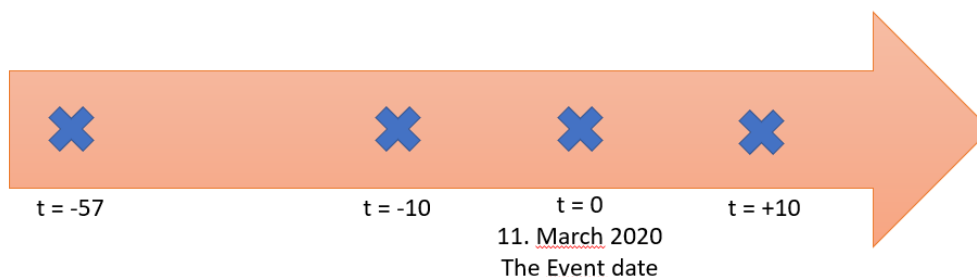 t = -57 t = -10 t = 0 t = +10
11. March 2020
The Event date